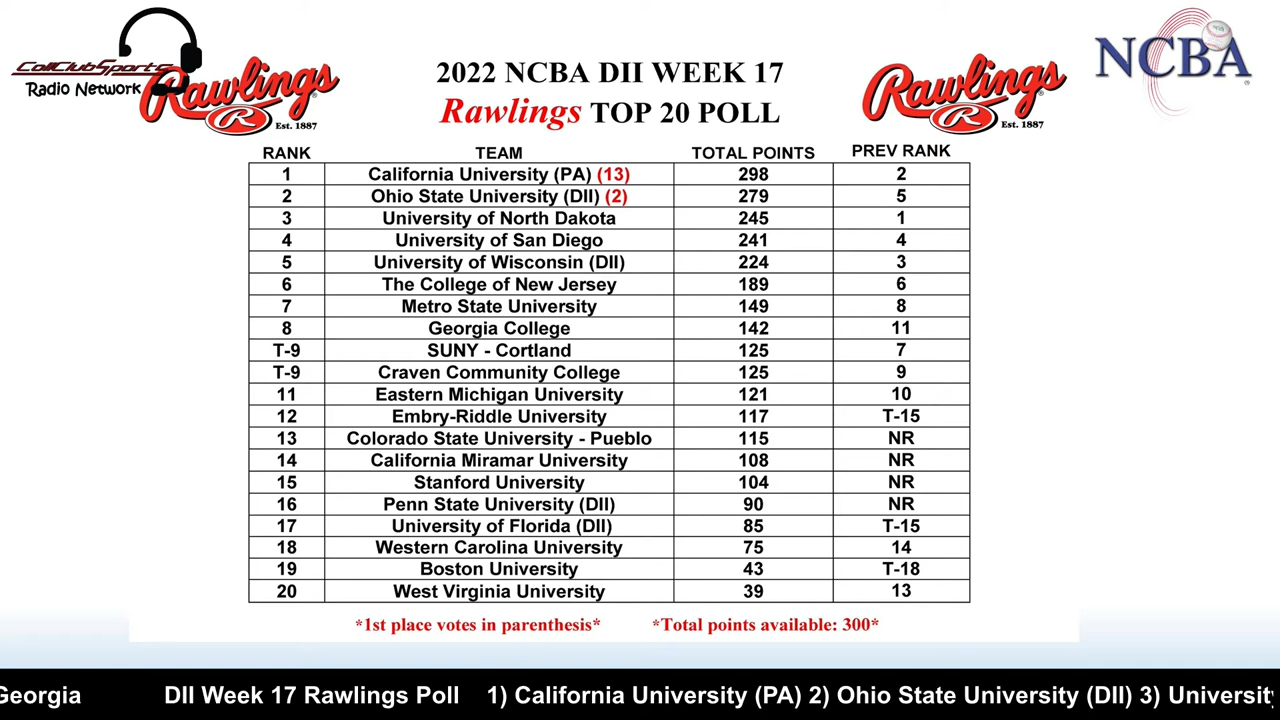 CollClubSports
Radio Network
Rawlings
R
Est. 1887
2022 NCBA DII WEEK 17
Rawlings TOP 20 POLL
Rawlings
R
Est. 1887
NCBA
RANK TEAM TOTAL POINTS PREV RANK
1 California University (PA) (13) 298 2
2 Ohio State University (DII) (2) 279 5
3 University of North Dakota 245 1
4 University of San Diego 241 4
5 University of Wisconsin (DII) 224 3
6 The College of New Jersey 189 6
7 Metro State University 149 8
8 Georgia College 142 11
T-9 SUNY - Cortland 125 7
T-9 Craven Community College 125 9
11 Eastern Michigan University 121 10
12 Embry-Riddle University 117 T-15
13 Colorado State University - Pueblo 115 NR
14 California Miramar University 108 NR
15 Stanford University 104 NR
16 Penn State University (DII) 90 NR
17 University of Florida (DII) 85 T-15
18 Western Carolina University 75 14
19 Boston University 43 T-18
20 West Virginia University 39 13
*1st place votes in parenthesis* *Total points available: 300*
Georgia DII Week 17 Rawlings Poll 1) California University (PA) 2) Ohio State University (DII) 3) Universit